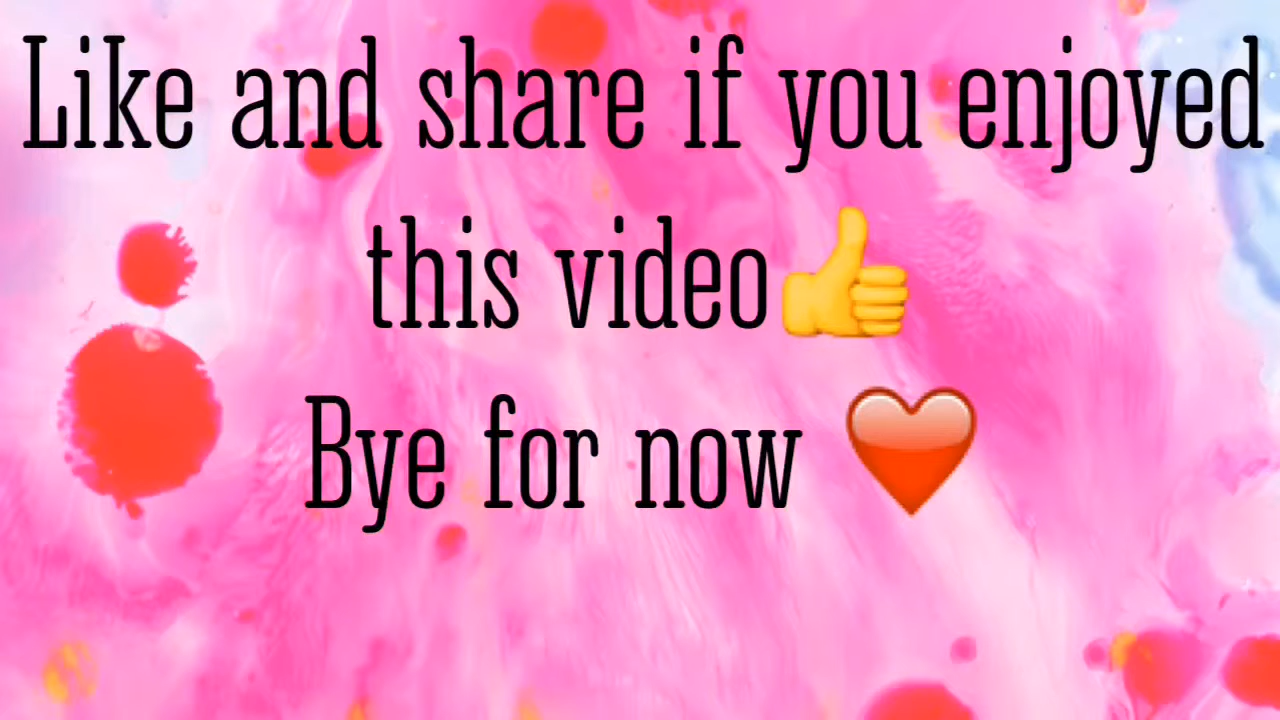 Like and share if you enjoyed
this video👍
Bye for now ❤️